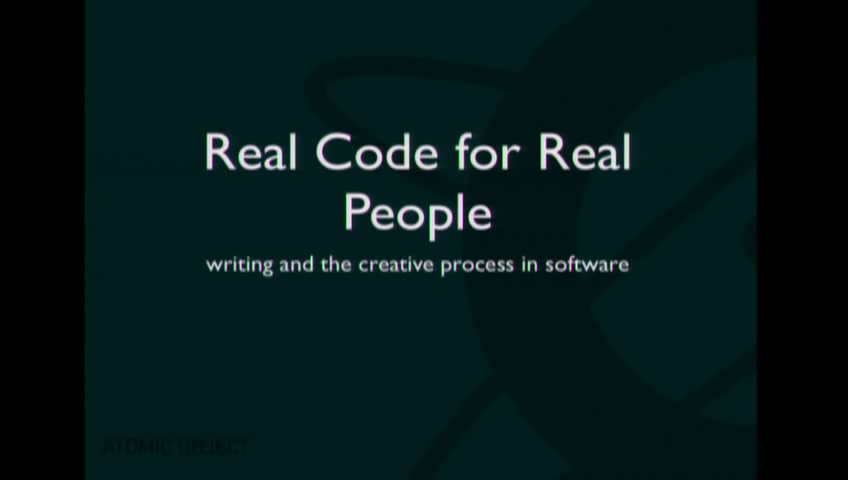 Real Code for Real
People
writing and the creative process in software
ATOMIC OBJECT